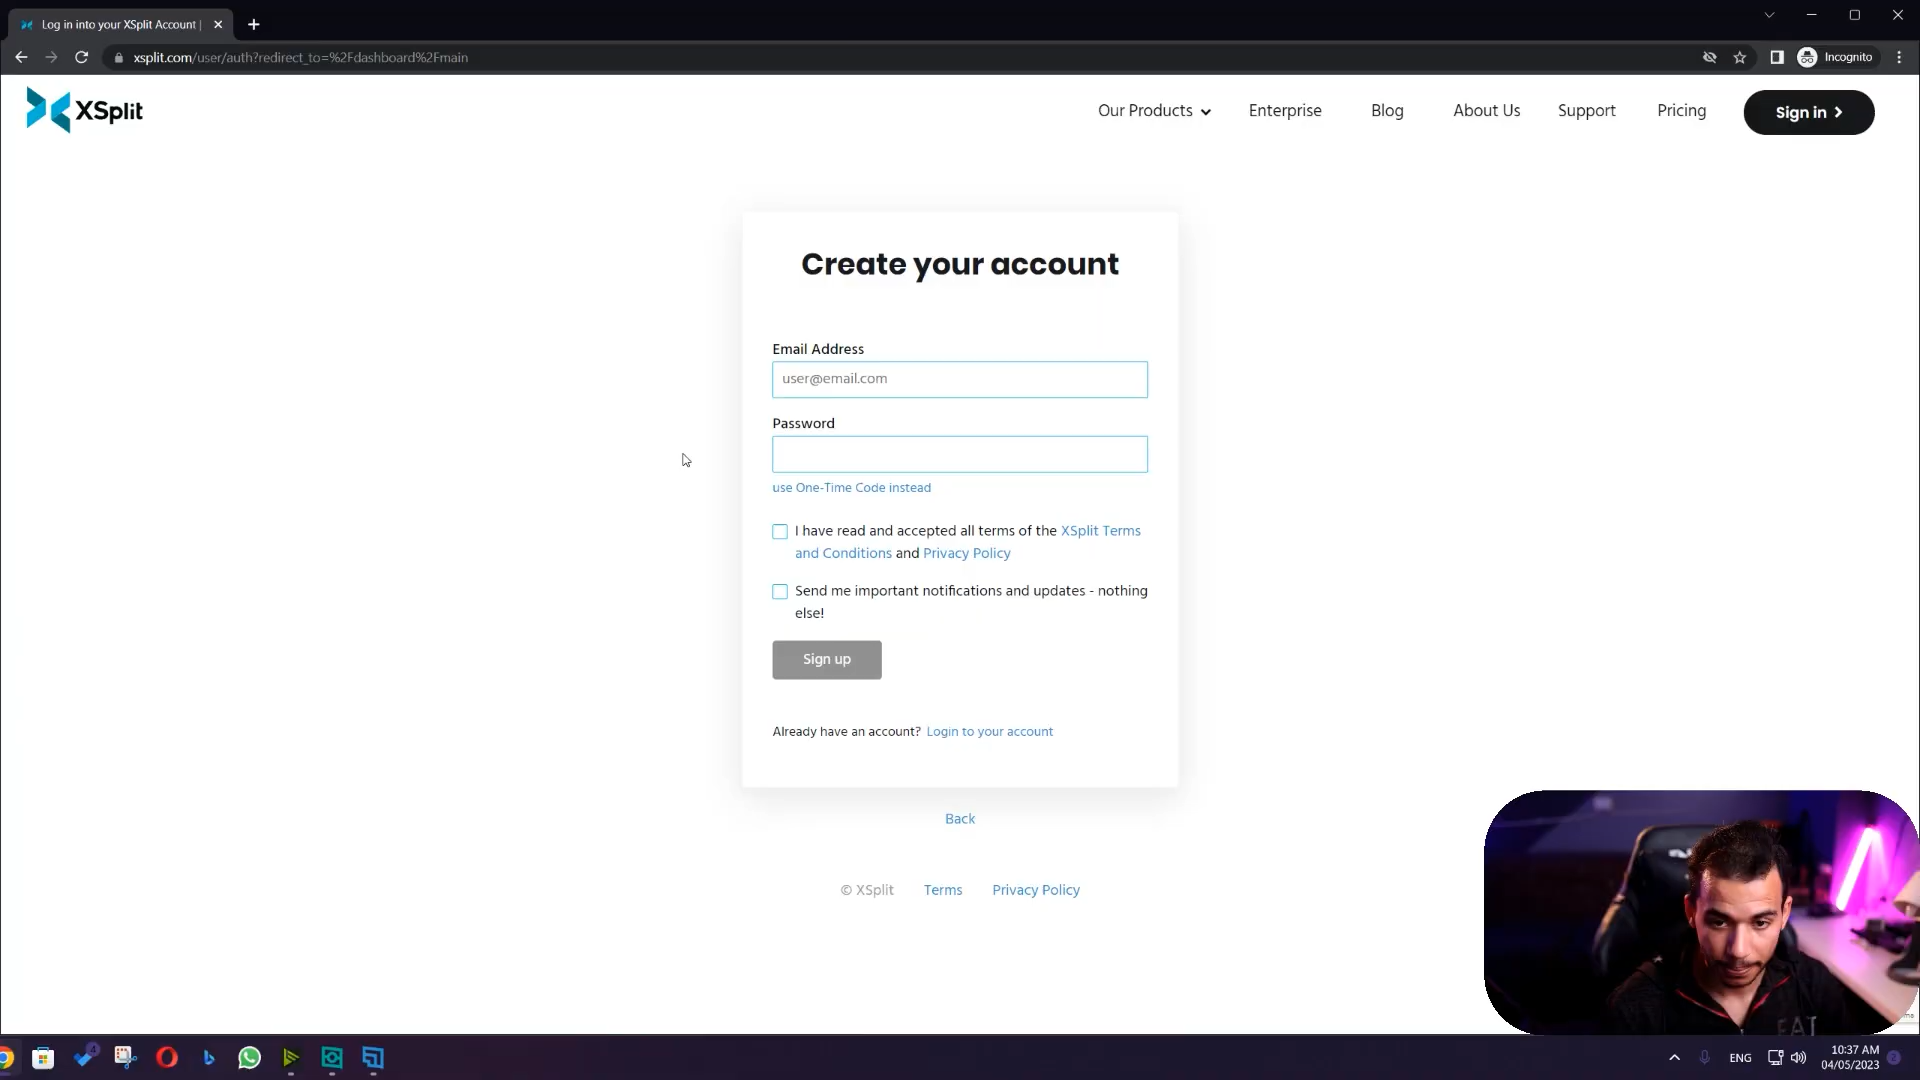 Log in into your XSplit Account |
xsplit.com/user/auth?redirect_to=%2Fdashboard%2Fmain
Incognito
XSplit
Our Products
Enterprise
Blog
About Us
Support
Pricing
Sign in
Create your account
Email Address
user@email.com
Password
use One-Time Code instead
I have read and accepted all terms of the XSplit Terms
and Conditions and Privacy Policy
Send me important notifications and updates - nothing
else!
Sign up
Already have an account? Login to your account
Back
© XSplit
Terms
Privacy Policy
EAT
4
ENG
10:37 AM
04/05/2023
2